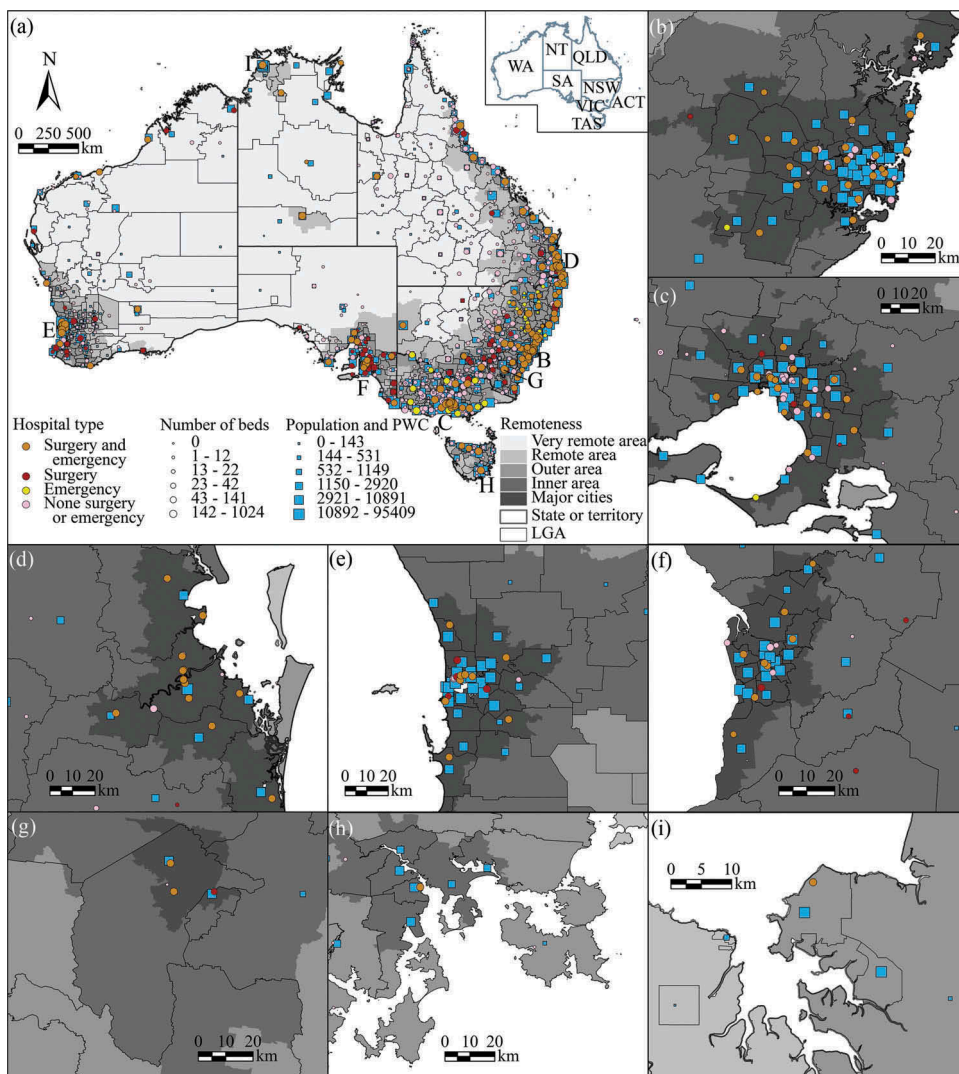 (a)
N
0 250 500
km
WA
NT
QLD
SA
NSW
VIC
ACT
TAS
I
D
E
B
F
G
C
H
Hospital type
Surgery and
emergency
Surgery
Emergency
None surgery
or emergency
Number of beds
0
1 - 12
13 - 22
23 - 42
43 - 141
142 - 1024
Population and PWC
0 - 143
144 - 531
532 - 1149
1150 - 2920
2921 - 10891
10892 - 95409
Remoteness
Very remote area
Remote area
Outer area
Inner area
Major cities
State or territory
LGA
(b)
0 10 20
km
(c)
0 10 20
km
(d)
0 10 20
km
(e)
0 10 20
km
(f)
0 10 20
km
(g)
0 10 20
km
(h)
0 10 20
km
(i)
0 5 10
km